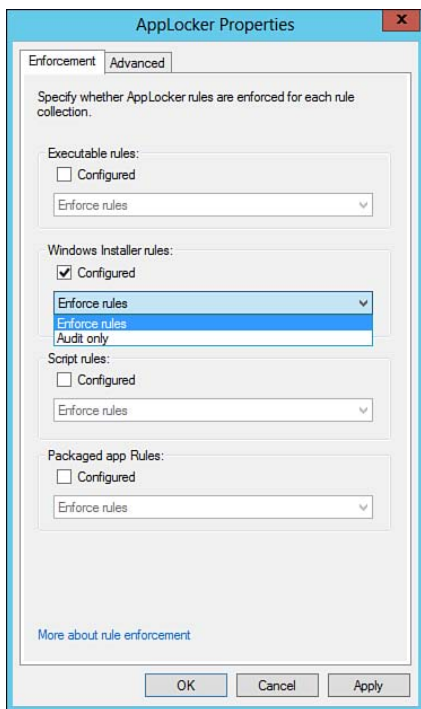 AppLocker Properties
x
Enforcement Advanced
Specify whether AppLocker rules are enforced for each rule
collection.
Executable rules:
Configured
Enforce rules
Windows Installer rules:
Configured
Enforce rules
Enforce rules
Audit only
Script rules:
Configured
Enforce rules
Packaged app Rules:
Configured
Enforce rules
More about rule enforcement
OK Cancel Apply